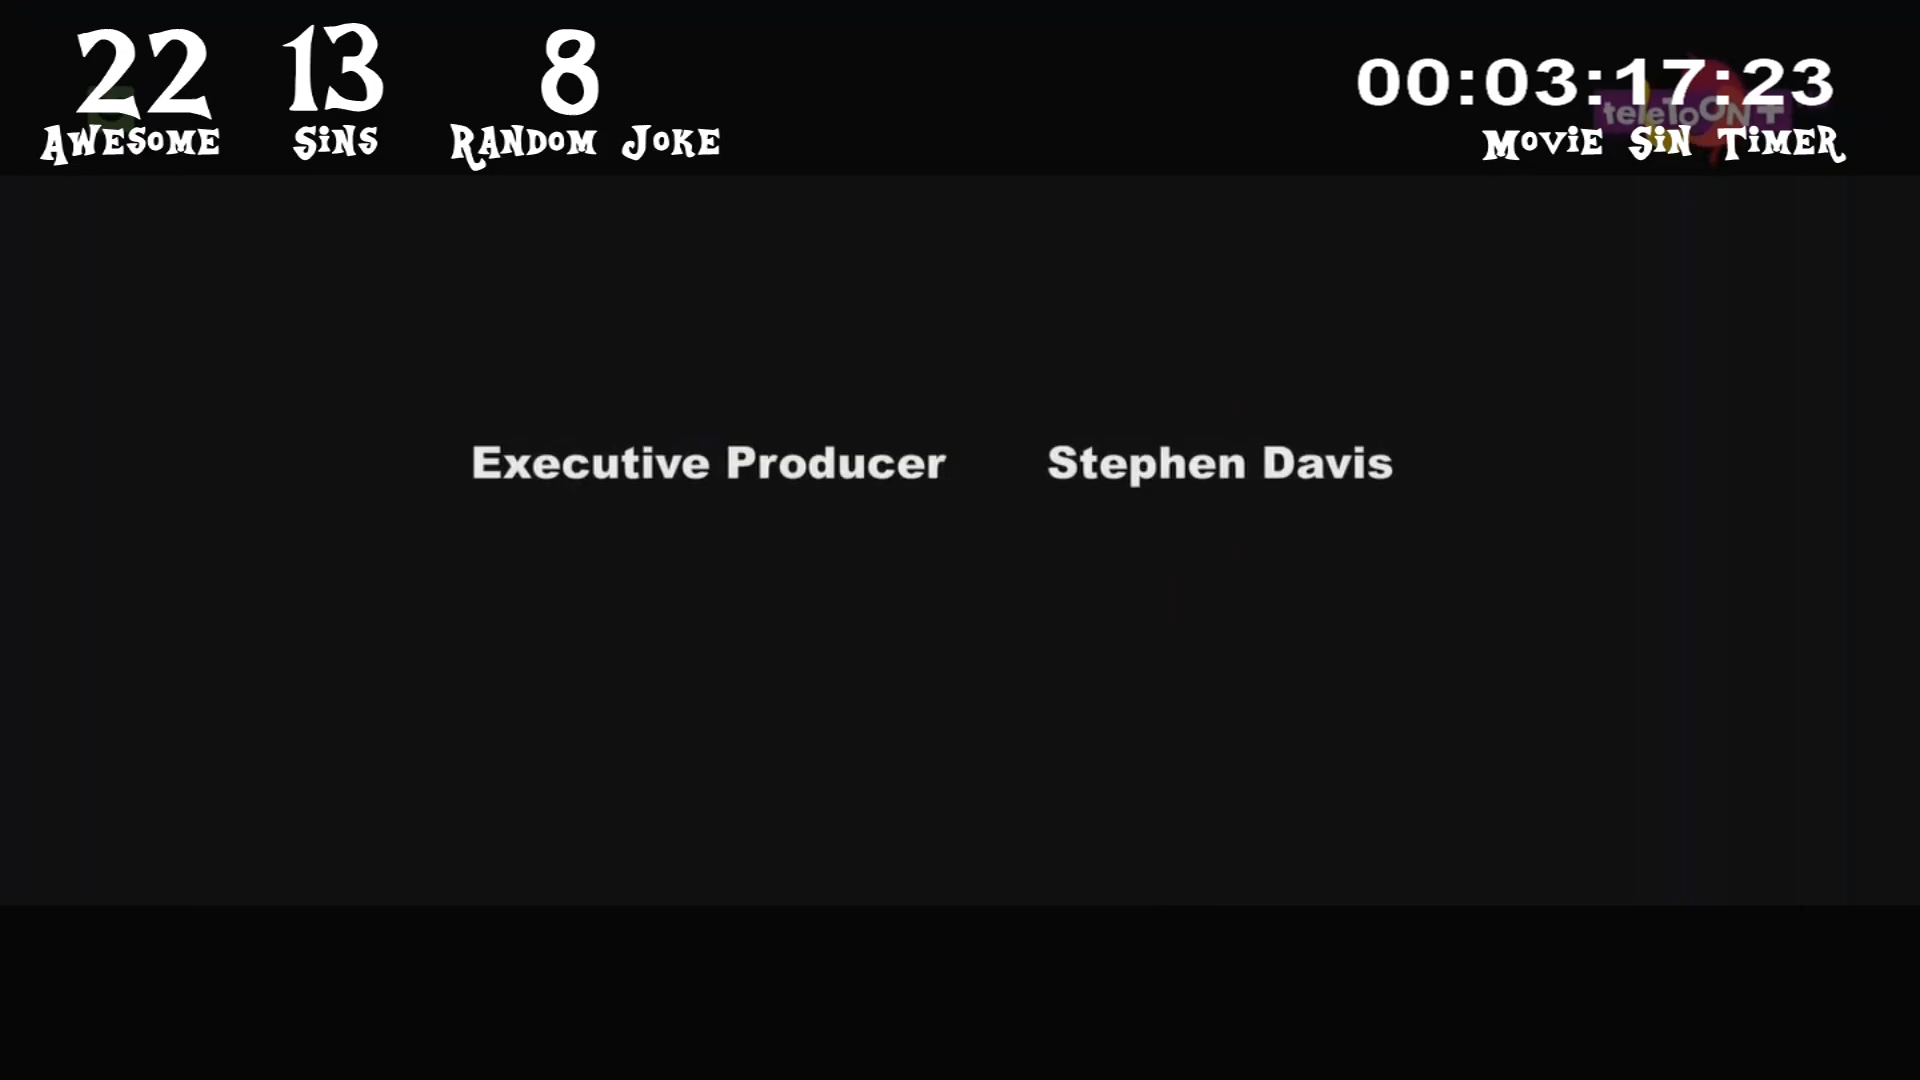 22 13 8 00:03:17:23
teleToON+
Awesome Sins Random Joke Movie Sin Timer
Executive Producer Stephen Davis